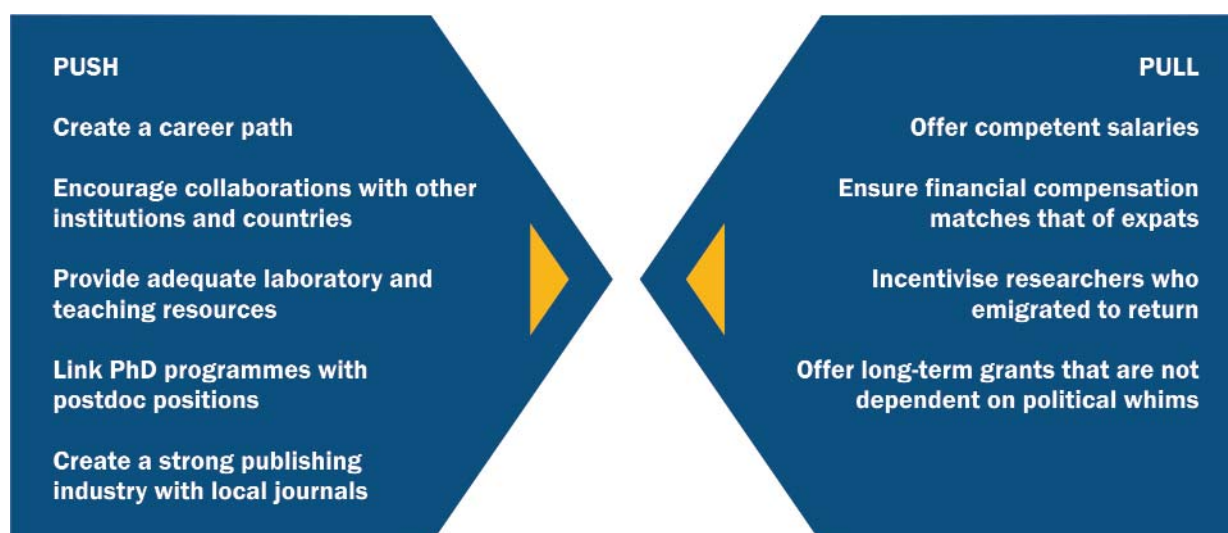 PUSH
Create a career path
Encourage collaborations with other
institutions and countries
Provide adequate laboratory and
teaching resources
Link PhD programmes with
postdoc positions
Create a strong publishing
industry with local journals
PULL
Offer competent salaries
Ensure financial compensation
matches that of expats
Incentivise researchers who
emigrated to return
Offer long-term grants that are not
dependent on political whims